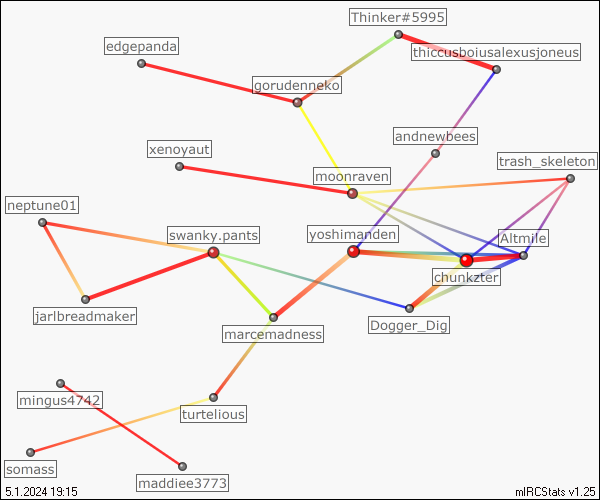 Thinker#5995
edgepanda
thiccusboiusalexusjoneus
gorudenneko
andnewbees
xenoyaut
trash_skeleton
moonraven
neptune01
swanky.pants
yoshimanden
Altmile
chunkzter
jarlbreadmaker
Dogger_Dig
marcemadness
mingus4742
turtelious
somass
maddiee3773
5.1.2024 19:15
mIRCStats v1.25